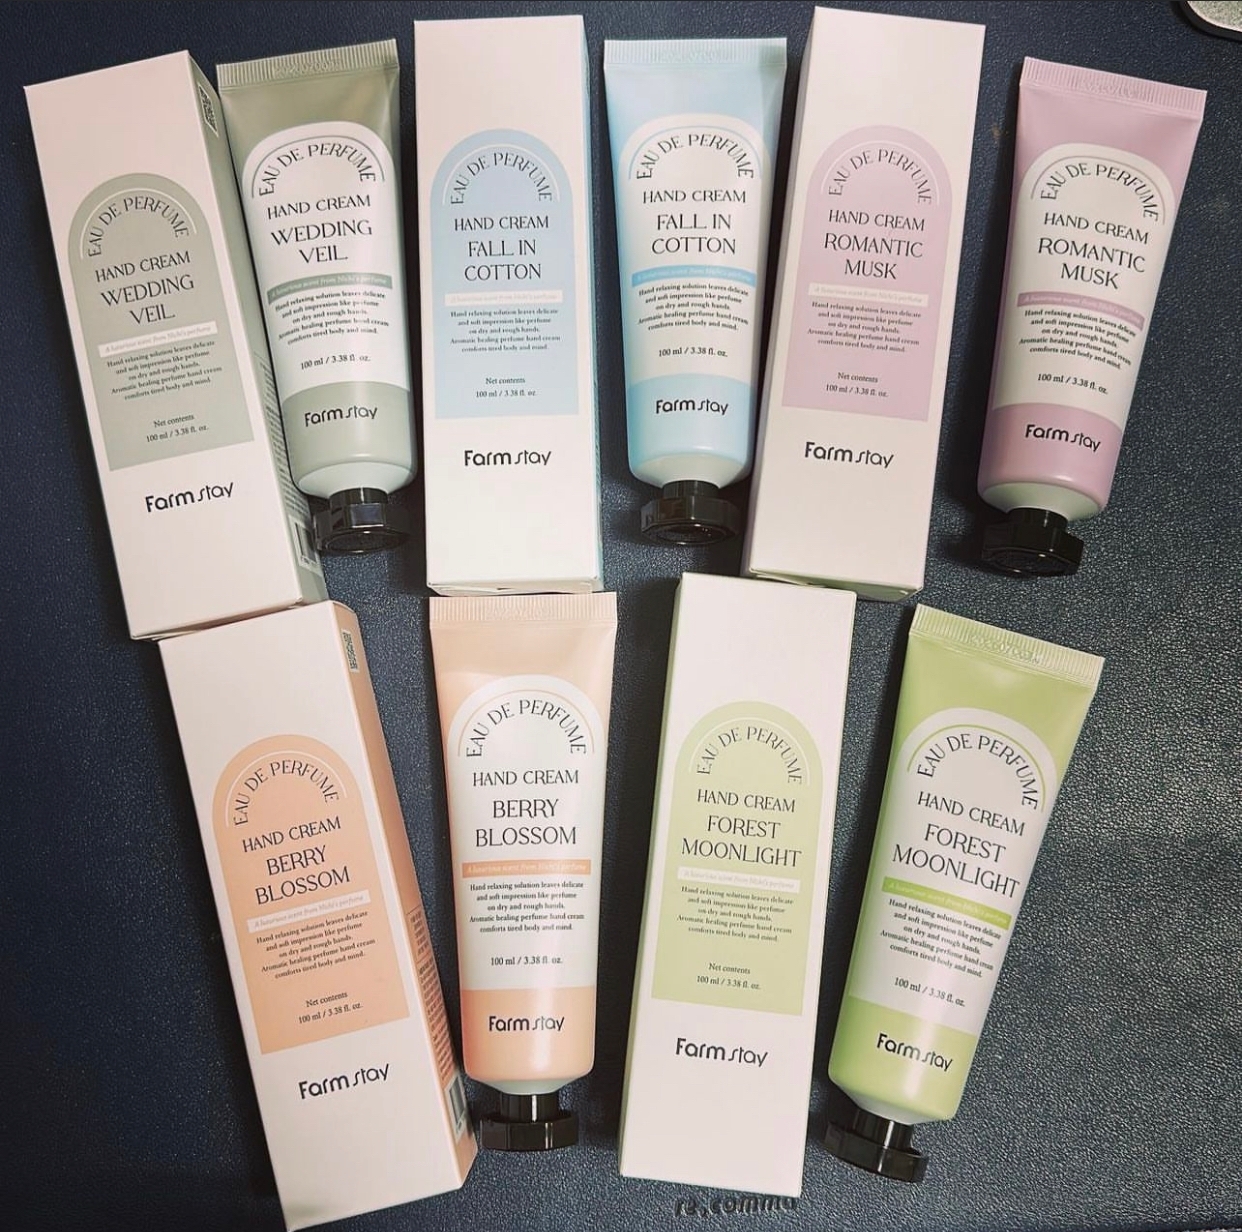 EAU DE PERFUME
HAND CREAM
WEDDING
VEIL
A luxurious scent from Nichi's perfume
Hand relaxing solution leaves delicate
and soft impression like perfume
on dry and rough hands.
Aromatic healing perfume hand cream
comforts tired body and mind.
Net contents
100 ml / 3.38 fl. oz.
Farmstay
EAU DE PERFUME
HAND CREAM
WEDDING
VEIL
Hand relaxing solution leaves delicate
and soft impression like perfume
on dry and rough hands.
Aromatic healing perfume hand cream
comforts tired body and mind.
100 ml / 3.38 fl. oz.
Farmstay
EAU DE PERFUME
HAND CREAM
FALL IN
COTTON
Hand relaxing solution leaves delicate
and soft impression like perfume
on dry and rough hands.
Aromatic healing perfume hand cream
comforts tired body and mind.
Net contents
100 ml / 3.38 fl. oz.
Farmstay
EAU DE PERFUME
HAND CREAM
FALL IN
COTTON
Hand relaxing solution leaves delicate
and soft impression like perfume
on dry and rough hands.
Aromatic healing perfume hand cream
comforts tired body and mind.
100 ml / 3.38 fl. oz.
Farmstay
EAU DE PERFUME
HAND CREAM
ROMANTIC
MUSK
Hand relaxing solution leaves delicate
and soft impression like perfume
on dry and rough hands.
Aromatic healing perfume hand cream
comforts tired body and mind.
Net contents
100 ml / 3.38 fl. oz.
Farmstay
EAU DE PERFUME
HAND CREAM
ROMANTIC
MUSK
Hand relaxing solution leaves delicate
and soft impression like perfume
on dry and rough hands.
Aromatic healing perfume hand cream
comforts tired body and mind.
100 ml / 3.38 fl. oz.
Farmstay
EAU DE PERFUME
HAND CREAM
BERRY
BLOSSOM
Hand relaxing solution leaves delicate
and soft impression like perfume
on dry and rough hands.
Aromatic healing perfume hand cream
comforts tired body and mind.
Net contents
100 ml / 3.38 fl. oz.
Farmstay
EAU DE PERFUME
HAND CREAM
BERRY
BLOSSOM
Hand relaxing solution leaves delicate
and soft impression like perfume
on dry and rough hands.
Aromatic healing perfume hand cream
comforts tired body and mind.
100 ml / 3.38 fl. oz.
Farmstay
EAU DE PERFUME
HAND CREAM
FOREST
MOONLIGHT
Hand relaxing solution leaves delicate
and soft impression like perfume
on dry and rough hands.
Aromatic healing perfume hand cream
comforts tired body and mind.
Net contents
100 ml / 3.38 fl. oz.
Farmstay
EAU DE PERFUME
HAND CREAM
FOREST
MOONLIGHT
Hand relaxing solution leaves delicate
and soft impression like perfume
on dry and rough hands.
Aromatic healing perfume hand cream
comforts tired body and mind.
100 ml / 3.38 fl. oz.
Farmstay
re,comma